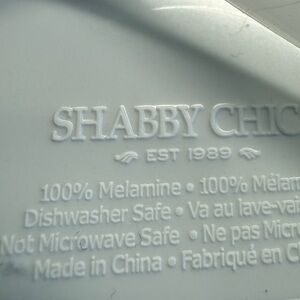 SHABBY CHIC
EST 1989
100% Melamine • 100% Mélam
Dishwasher Safe • Va au lave-vais
Not Microwave Safe • Ne pas Micr
Made in China • Fabriqué en C